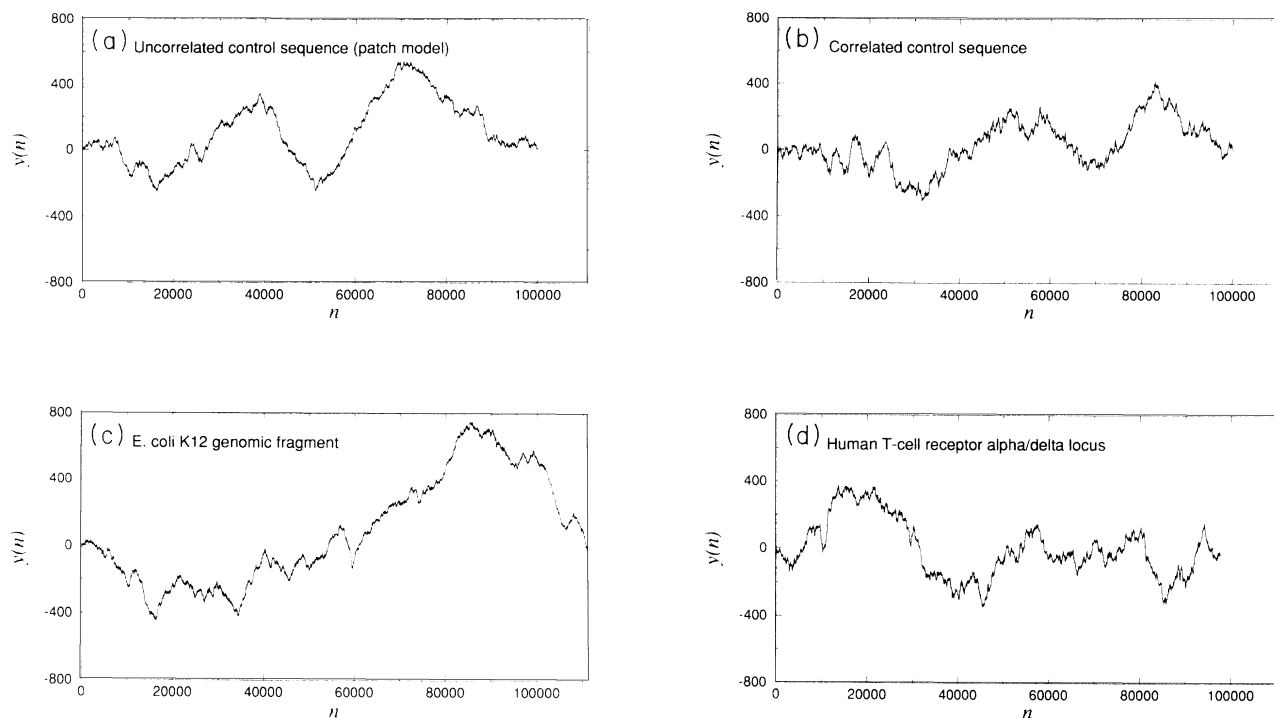 (a) Uncorrelated control sequence (patch model)
800
400
0
-400
-800
y(n)
0 20000 40000 60000 80000 100000
n
(b) Correlated control sequence
800
400
0
-400
-800
y(n)
0 20000 40000 60000 80000 100000
n
(c) E. coli K12 genomic fragment
800
400
0
-400
-800
y(n)
0 20000 40000 60000 80000 100000
n
(d) Human T-cell receptor alpha/delta locus
800
400
0
-400
-800
y(n)
0 20000 40000 60000 80000 100000
n